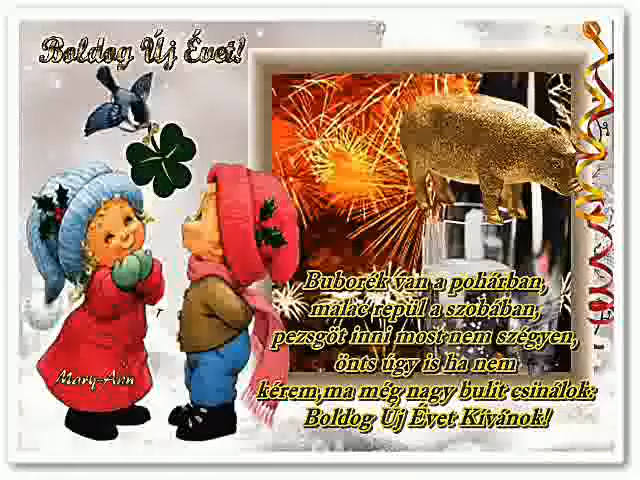 Boldog Új Évet!
Buborék van a pohárban,
malac repül a szobában,
pezsgőt inni most nem szégyen,
önts úgy is ha nem
kérem,ma még nagy bulit csinálok:
Boldog Új Évet Kívánok!
Mary-Ann